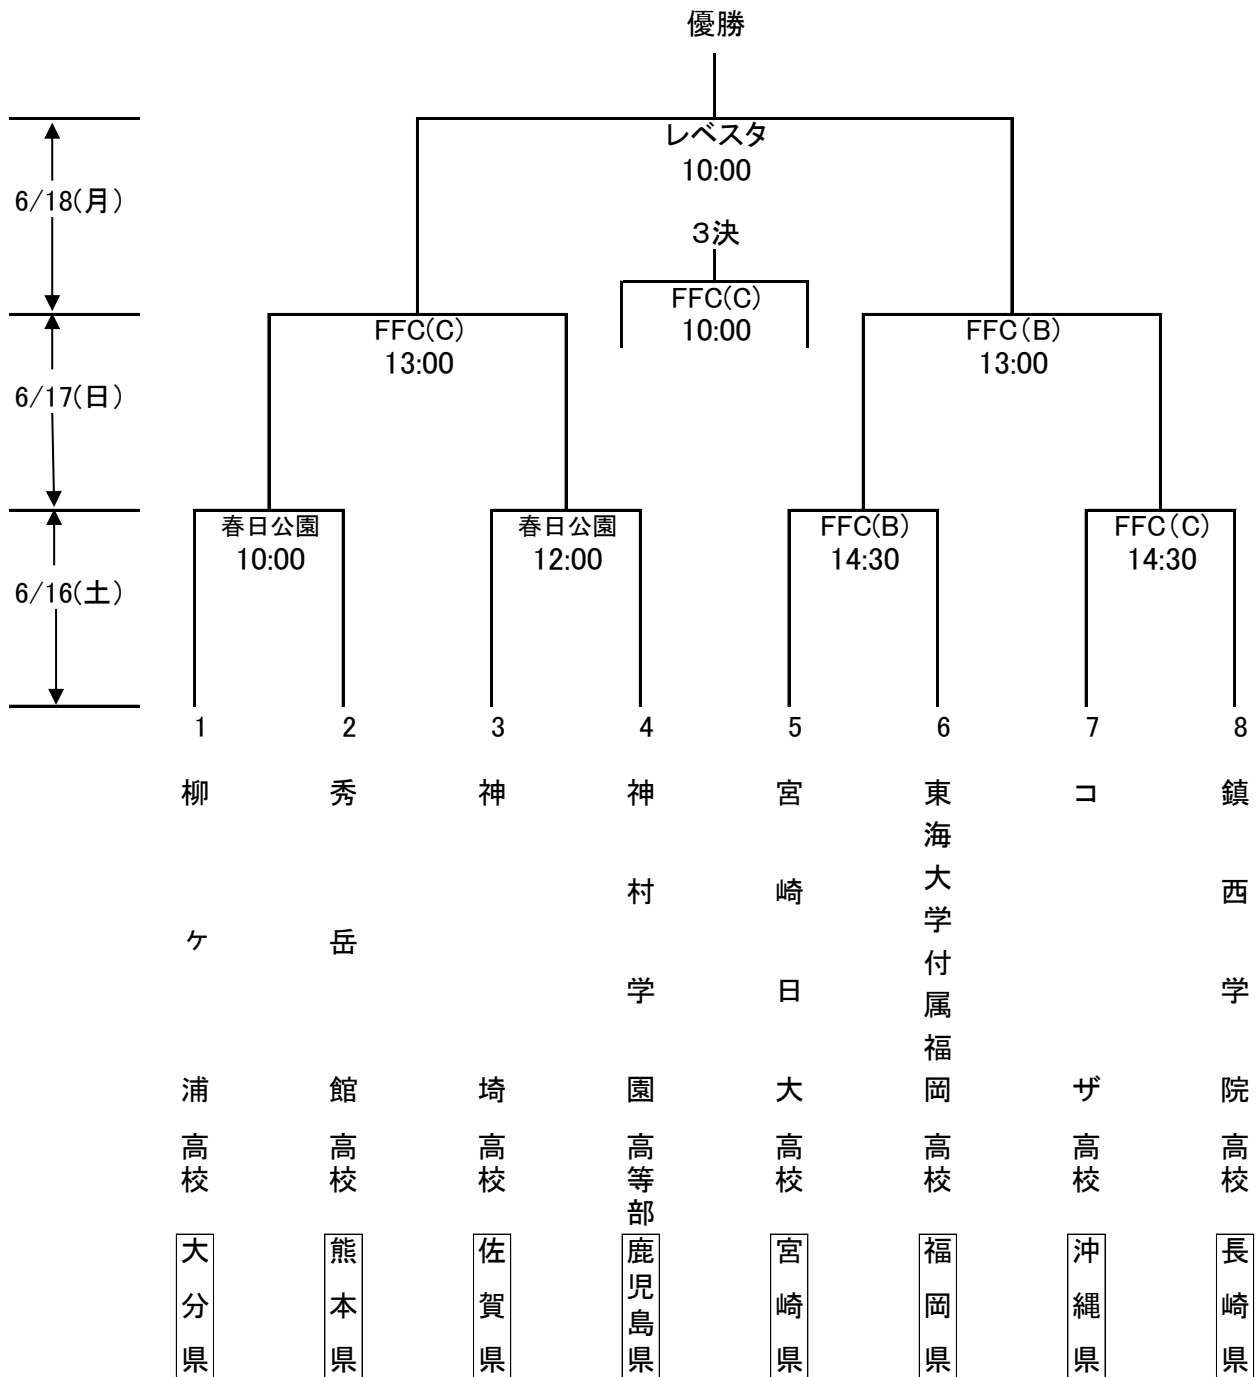 優勝
レベスタ
10:00
6/18(月)
3決
FFC(C)
10:00
FFC(C)
13:00
FFC(B)
13:00
6/17(日)
春日公園
10:00
春日公園
12:00
FFC(B)
14:30
FFC(C)
14:30
6/16(土)
1 2 3 4 5 6 7 8
柳ケ浦高校
秀岳館高校
神埼高校
神村学園高等部
宮崎日大高校
東海大学付属福岡高校
コザ高校
鎮西学院高校
大分県
熊本県
佐賀県
鹿児島県
宮崎県
福岡県
沖縄県
長崎県